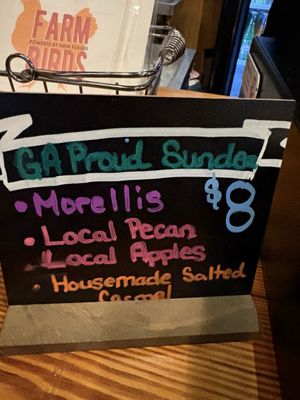 FARM
POWERED BY FARM BURGER
BIRDS
GA Proud Sundae
$8
• Morellis
• Local Pecan
Local Apples
• Housemade Salted
Caramel